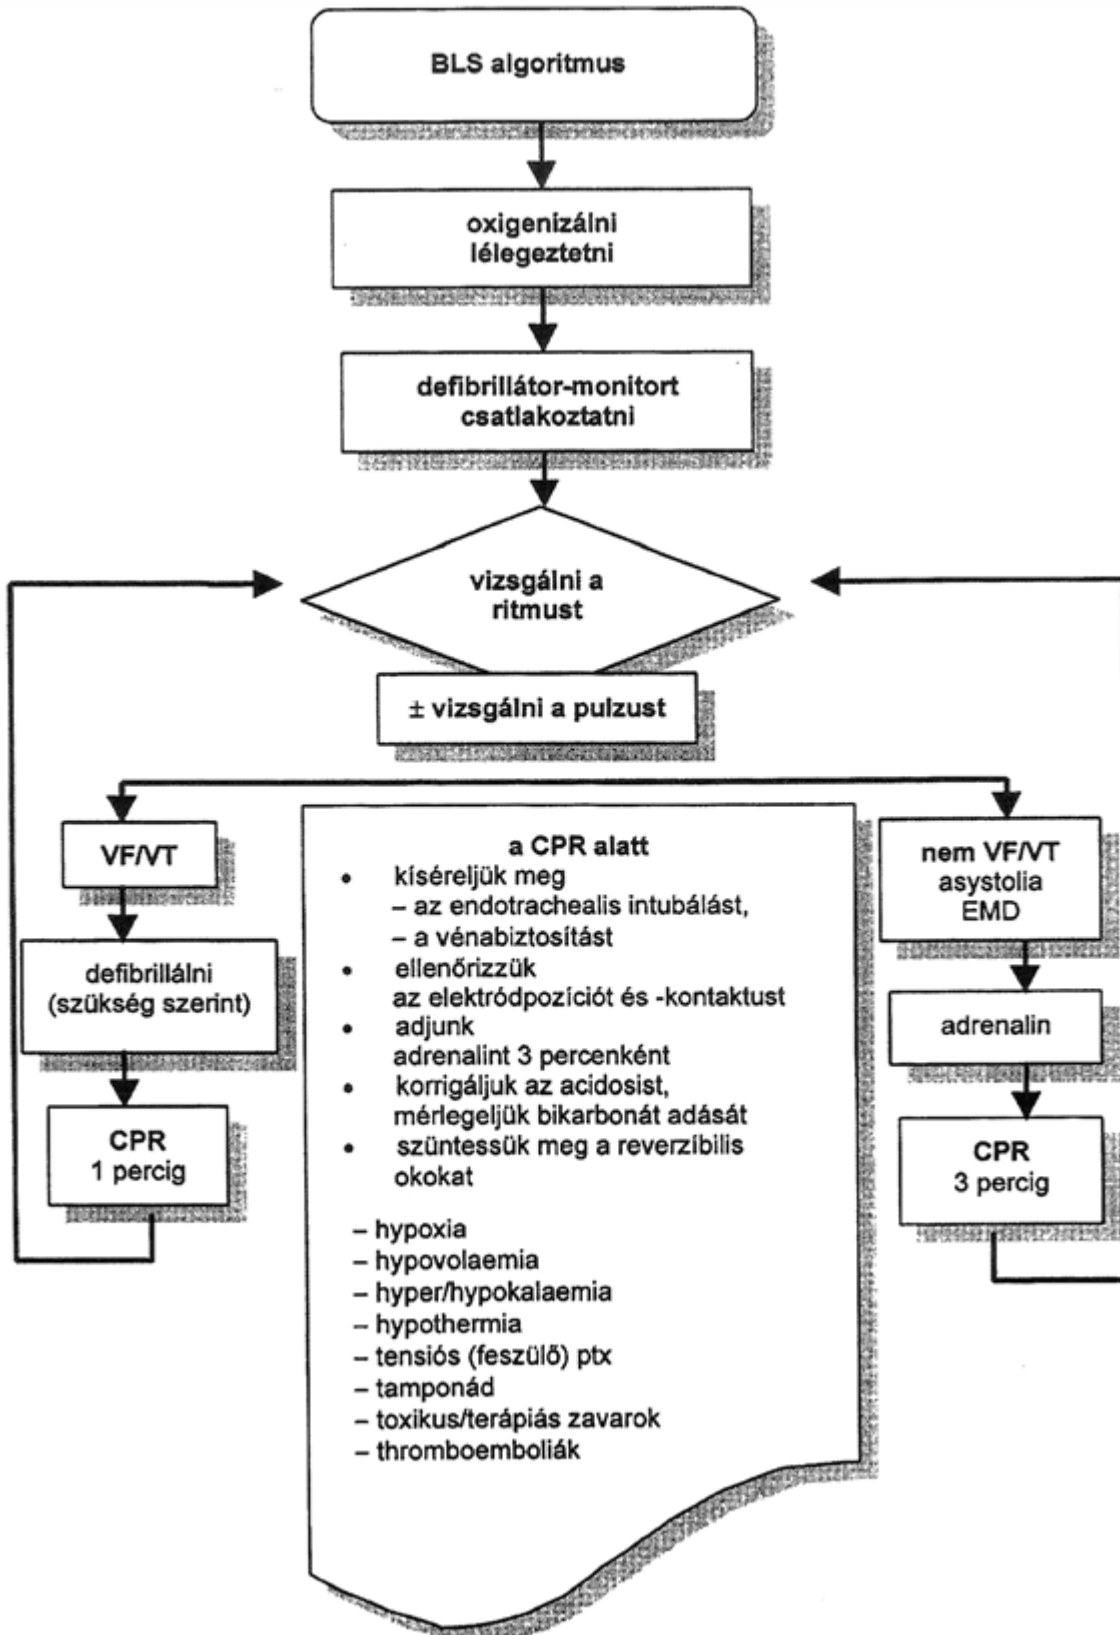 BLS algoritmus
oxigenizálni
lélegeztetni
defibrillátor-monitort
csatlakoztatni
vizsgálni a
ritmust
± vizsgálni a pulzust
VF/VT
defibrillálni
(szükség szerint)
CPR
1 percig
a CPR alatt
• kíséreljük meg
– az endotrachealis intubálást,
– a vénabiztosítást
• ellenőrizzük
az elektródpozíciót és -kontaktust
• adjunk
adrenalint 3 percenként
• korrigáljuk az acidosist,
mérlegeljük bikarbonát adását
• szüntessük meg a reverzíbilis
okokat
– hypoxia
– hypovolaemia
– hyper/hypokalaemia
– hypothermia
– tensiós (feszülő) ptx
– tamponád
– toxikus/terápiás zavarok
– thromboemboliák
nem VF/VT
asystolia
EMD
adrenalin
CPR
3 percig